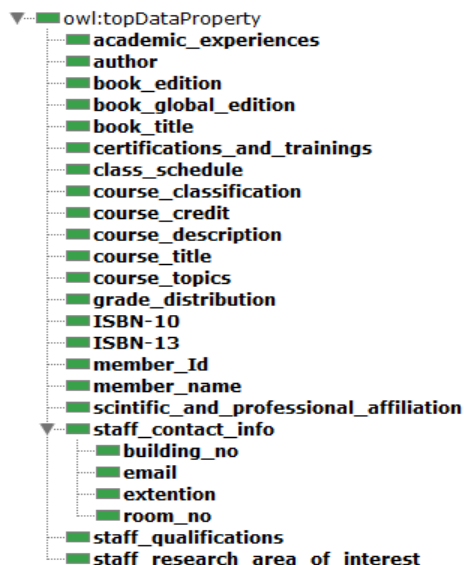 owl:topDataProperty
academic_experiences
author
book_edition
book_global_edition
book_title
certifications_and_trainings
class_schedule
course_classification
course_credit
course_description
course_title
course_topics
grade_distribution
ISBN-10
ISBN-13
member_Id
member_name
scintific_and_professional_affiliation
staff_contact_info
building_no
email
extention
room_no
staff_qualifications
staff_research_area_of_interest